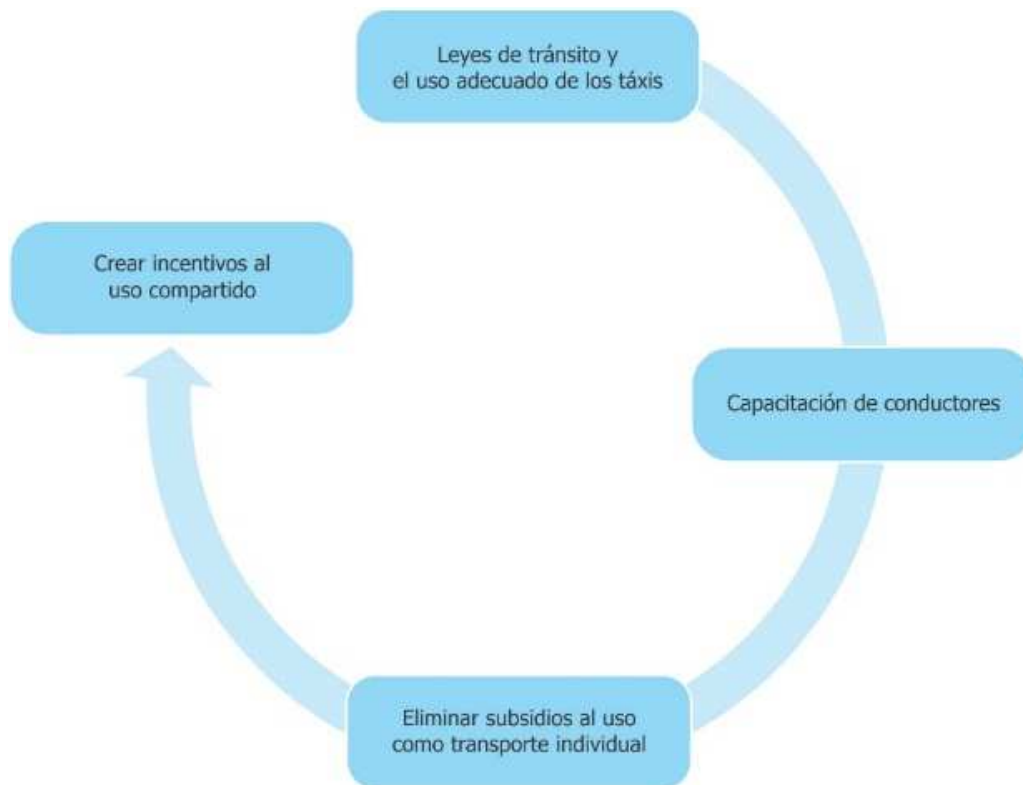 Leyes de tránsito y
el uso adecuado de los táxis
Capacitación de conductores
Eliminar subsidios al uso
como transporte individual
Crear incentivos al
uso compartido